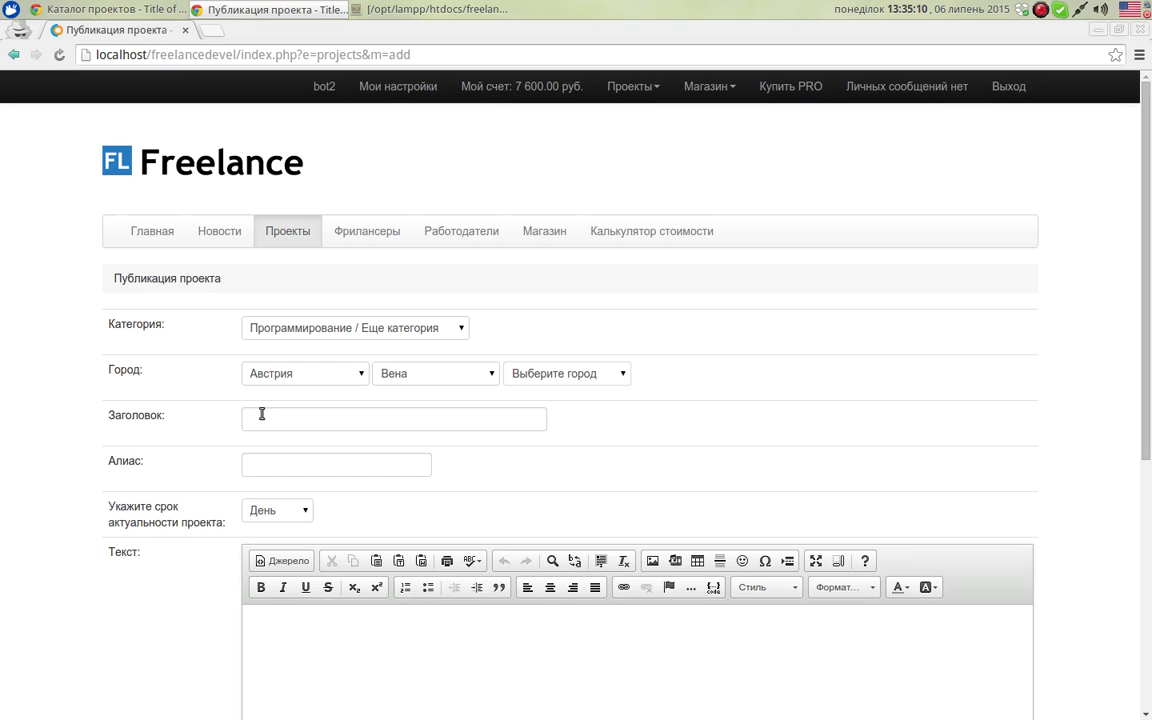 Каталог проектов - Title of ... Публикация проекта - Title... [/opt/lampp/htdocs/freelan... понеділок 13:35:10 , 06 липень 2015
Публикация проекта -
localhost/freelancedevel/index.php?e=projects&m=add
bot2 Мои настройки Мой счет: 7 600.00 руб. Проекты Магазин Купить PRO Личных сообщений нет Выход
FL Freelance
Главная Новости Проекты Фрилансеры Работодатели Магазин Калькулятор стоимости
Публикация проекта
Категория: Программирование / Еще категория
Город: Австрия Вена Выберите город
Заголовок:
Алиас:
Укажите срок
актуальности проекта: День
Текст:
Джерело ABC ?
B I U S x₂ x² Стиль Формат... A A